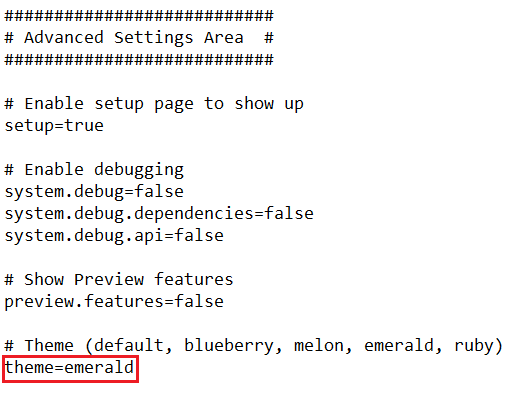 ###########################
# Advanced Settings Area  #
###########################
# Enable setup page to show up
setup=true
# Enable debugging
system.debug=false
system.debug.dependencies=false
system.debug.api=false
# Show Preview features
preview.features=false
# Theme (default, blueberry, melon, emerald, ruby)
theme=emerald